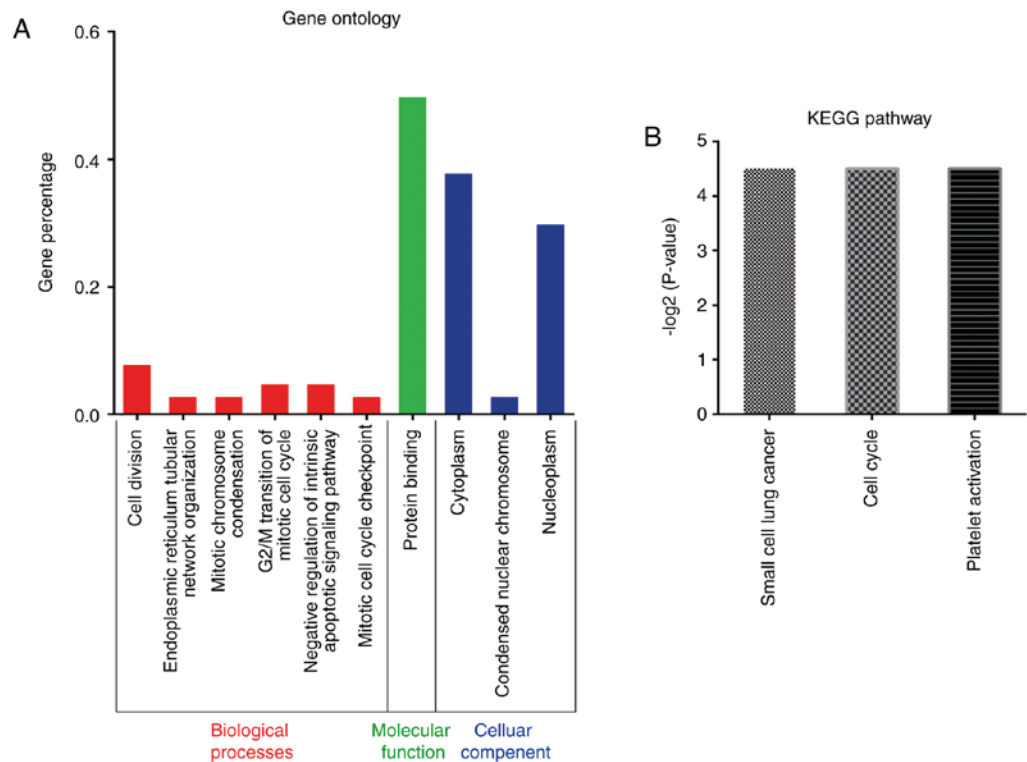 A
Gene ontology
Gene percentage
0.6
0.4
0.2
0.0
Cell division
Endoplasmic reticulum tubular
network organization
Mitotic chromosome
condensation
G2/M transition of
mitotic cell cycle
Negative regulation of intrinsic
apoptotic signaling pathway
Mitotic cell cycle checkpoint
Protein binding
Cytoplasm
Condensed nuclear chromosome
Nucleoplasm
Biological
processes
Molecular
function
Celluar
compenent
B
KEGG pathway
-log2 (P-value)
5
4
3
2
1
0
Small cell lung cancer
Cell cycle
Platelet activation